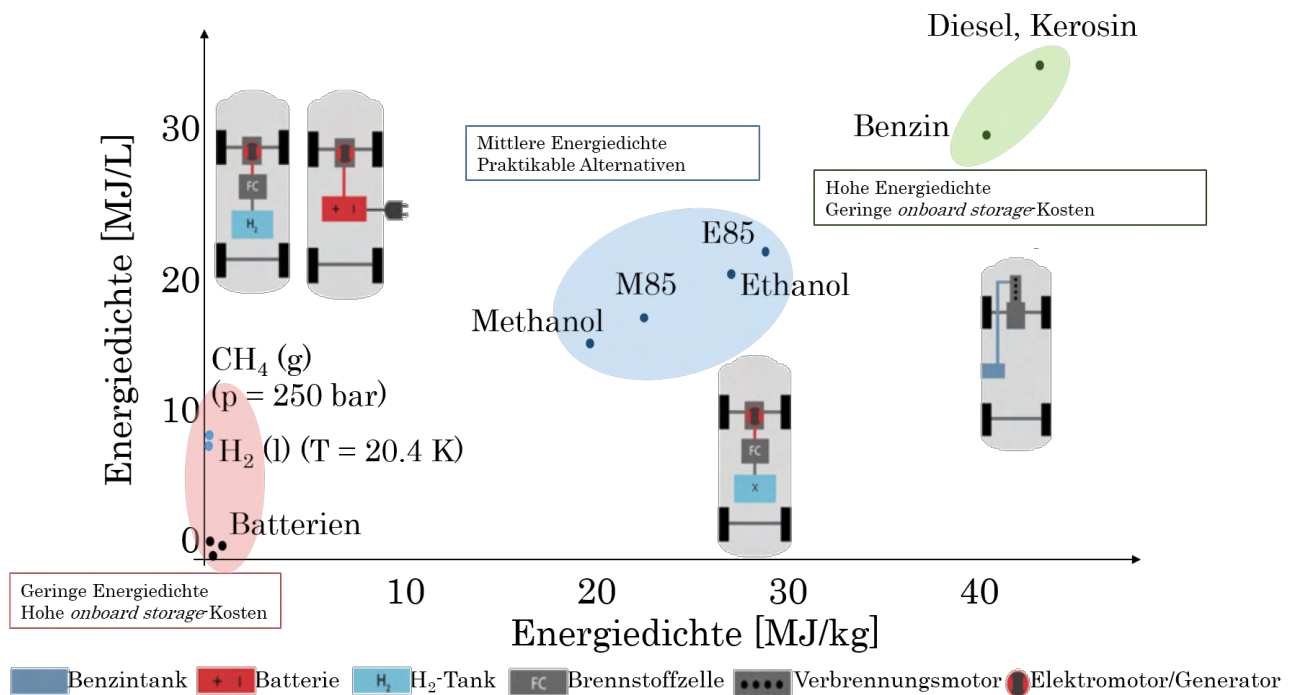 Diesel, Kerosin
Energiedichte [MJ/L]
30
20
10
0
Benzin
Mittlere Energiedichte
Praktikable Alternativen
Hohe Energiedichte
Geringe onboard storage-Kosten
FC
H₂
+ I
E85
Ethanol
M85
Methanol
CH₄ (g)
(p = 250 bar)
H₂ (l) (T = 20.4 K)
Batterien
FC
X
Geringe Energiedichte
Hohe onboard storage-Kosten
10 20 30 40
Energiedichte [MJ/kg]
Benzintank + I Batterie H₂ H₂-Tank FC Brennstoffzelle Verbrennungsmotor Elektromotor/Generator